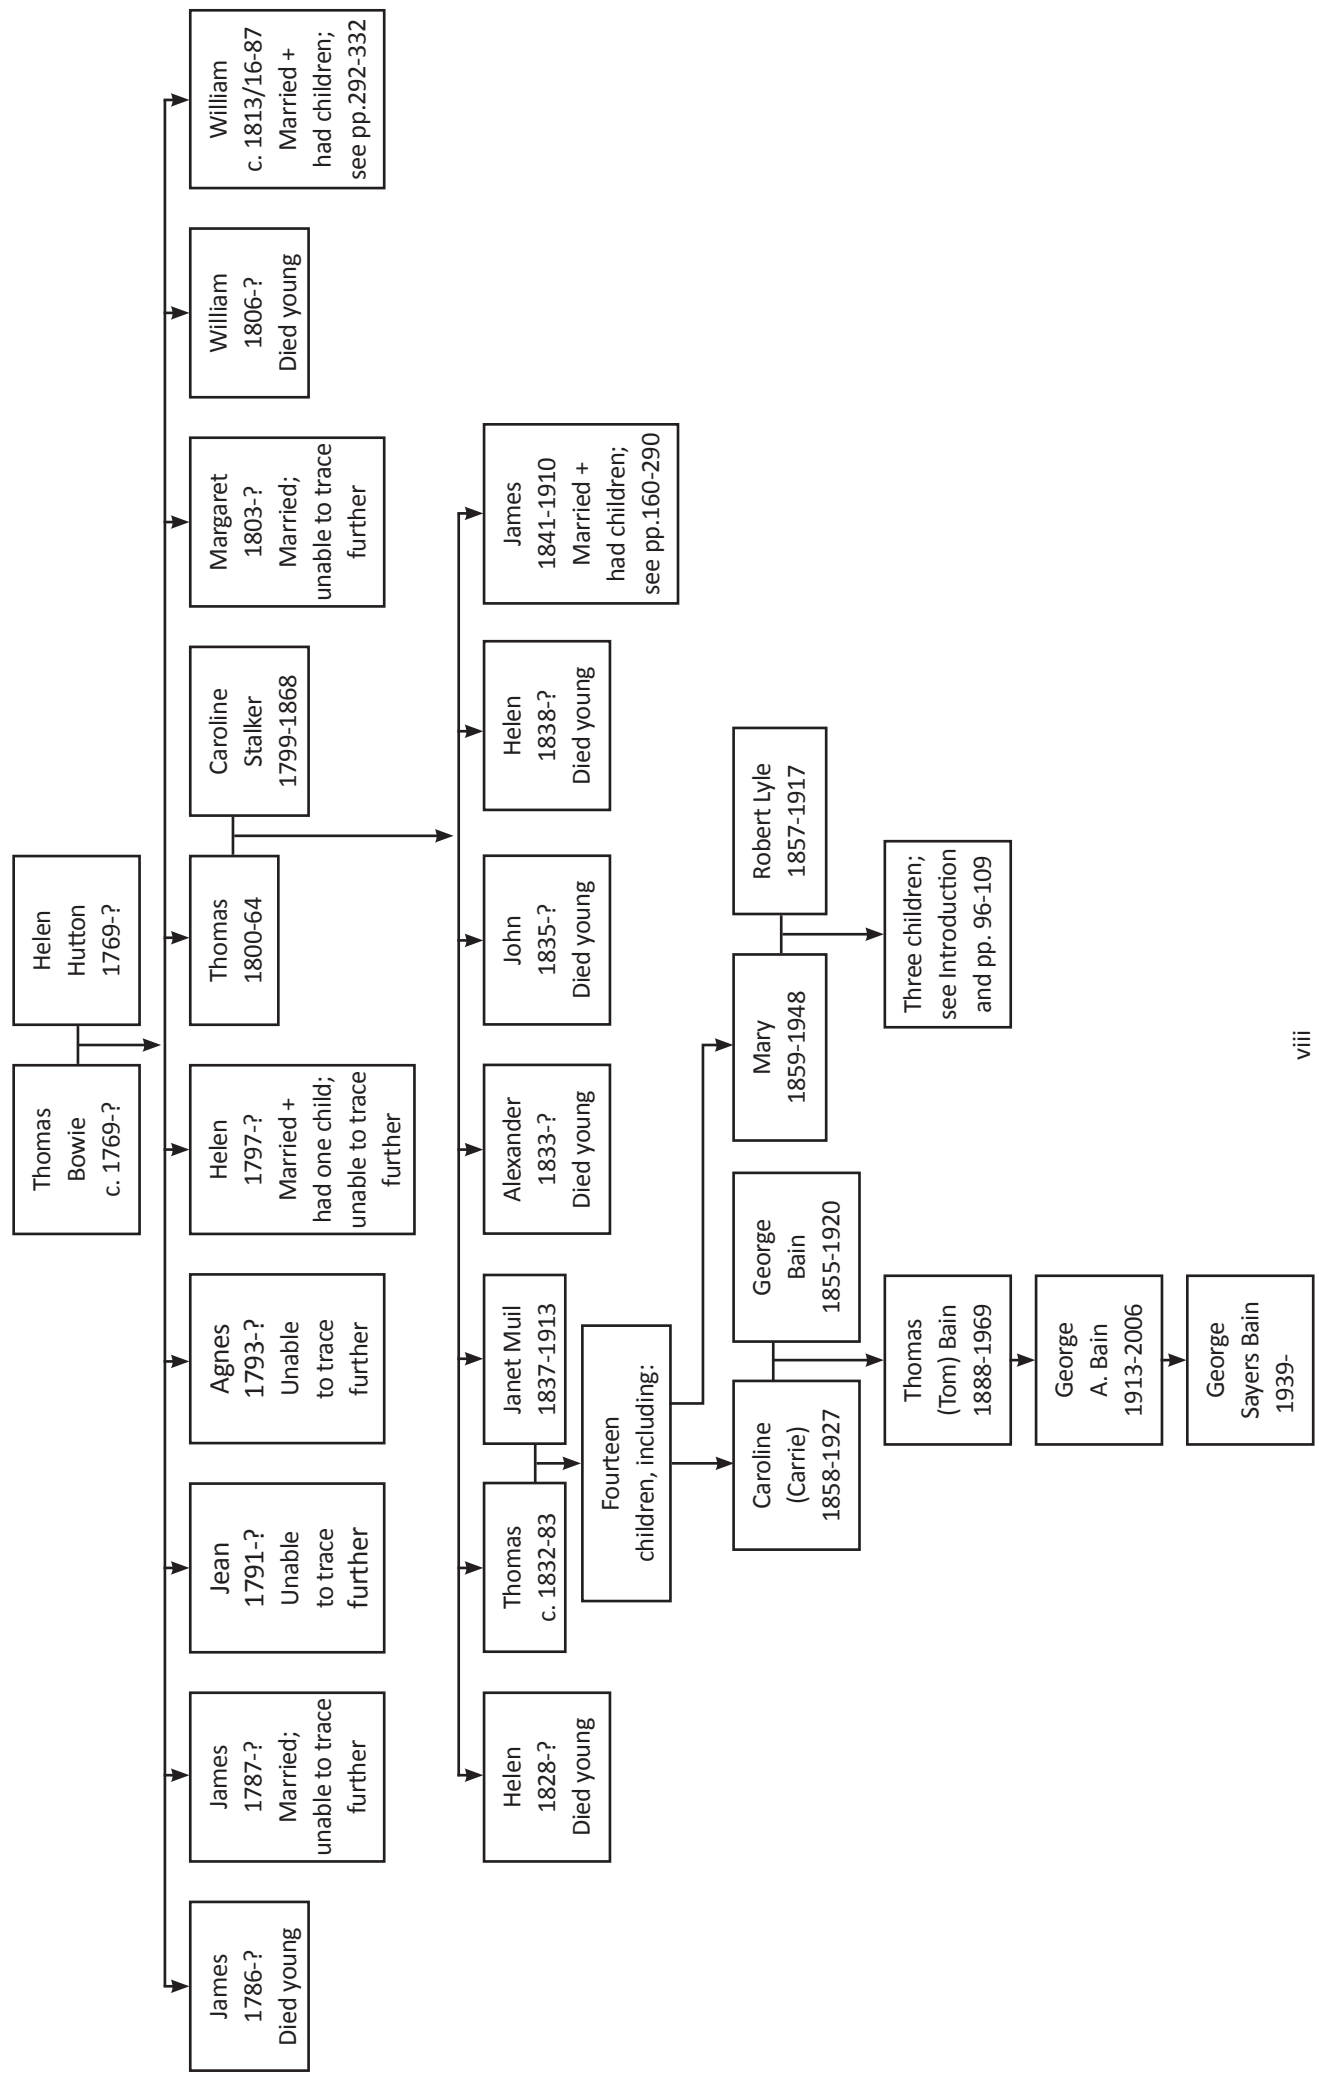 Thomas
Bowie
c. 1769-?
Helen
Hutton
1769-?
James
1786-?
Died young
James
1787-?
Married;
unable to trace
further
Jean
1791-?
Unable
to trace
further
Agnes
1793-?
Unable
to trace
further
Helen
1797-?
Married +
had one child;
unable to trace
further
Thomas
1800-64
Caroline
Stalker
1799-1868
Margaret
1803-?
Married;
unable to trace
further
William
1806-?
Died young
William
c. 1813/16-87
Married +
had children;
see pp.292-332
Helen
1828-?
Died young
Thomas
c. 1832-83
Janet Muil
1837-1913
Alexander
1833-?
Died young
John
1835-?
Died young
Helen
1838-?
Died young
James
1841-1910
Married +
had children;
see pp.160-290
Fourteen
children, including:
Caroline
(Carrie)
1858-1927
George
Bain
1855-1920
Mary
1859-1948
Robert Lyle
1857-1917
Thomas
(Tom) Bain
1888-1969
Three children;
see Introduction
and pp. 96-109
George
A. Bain
1913-2006
George
Sayers Bain
1939-
viii